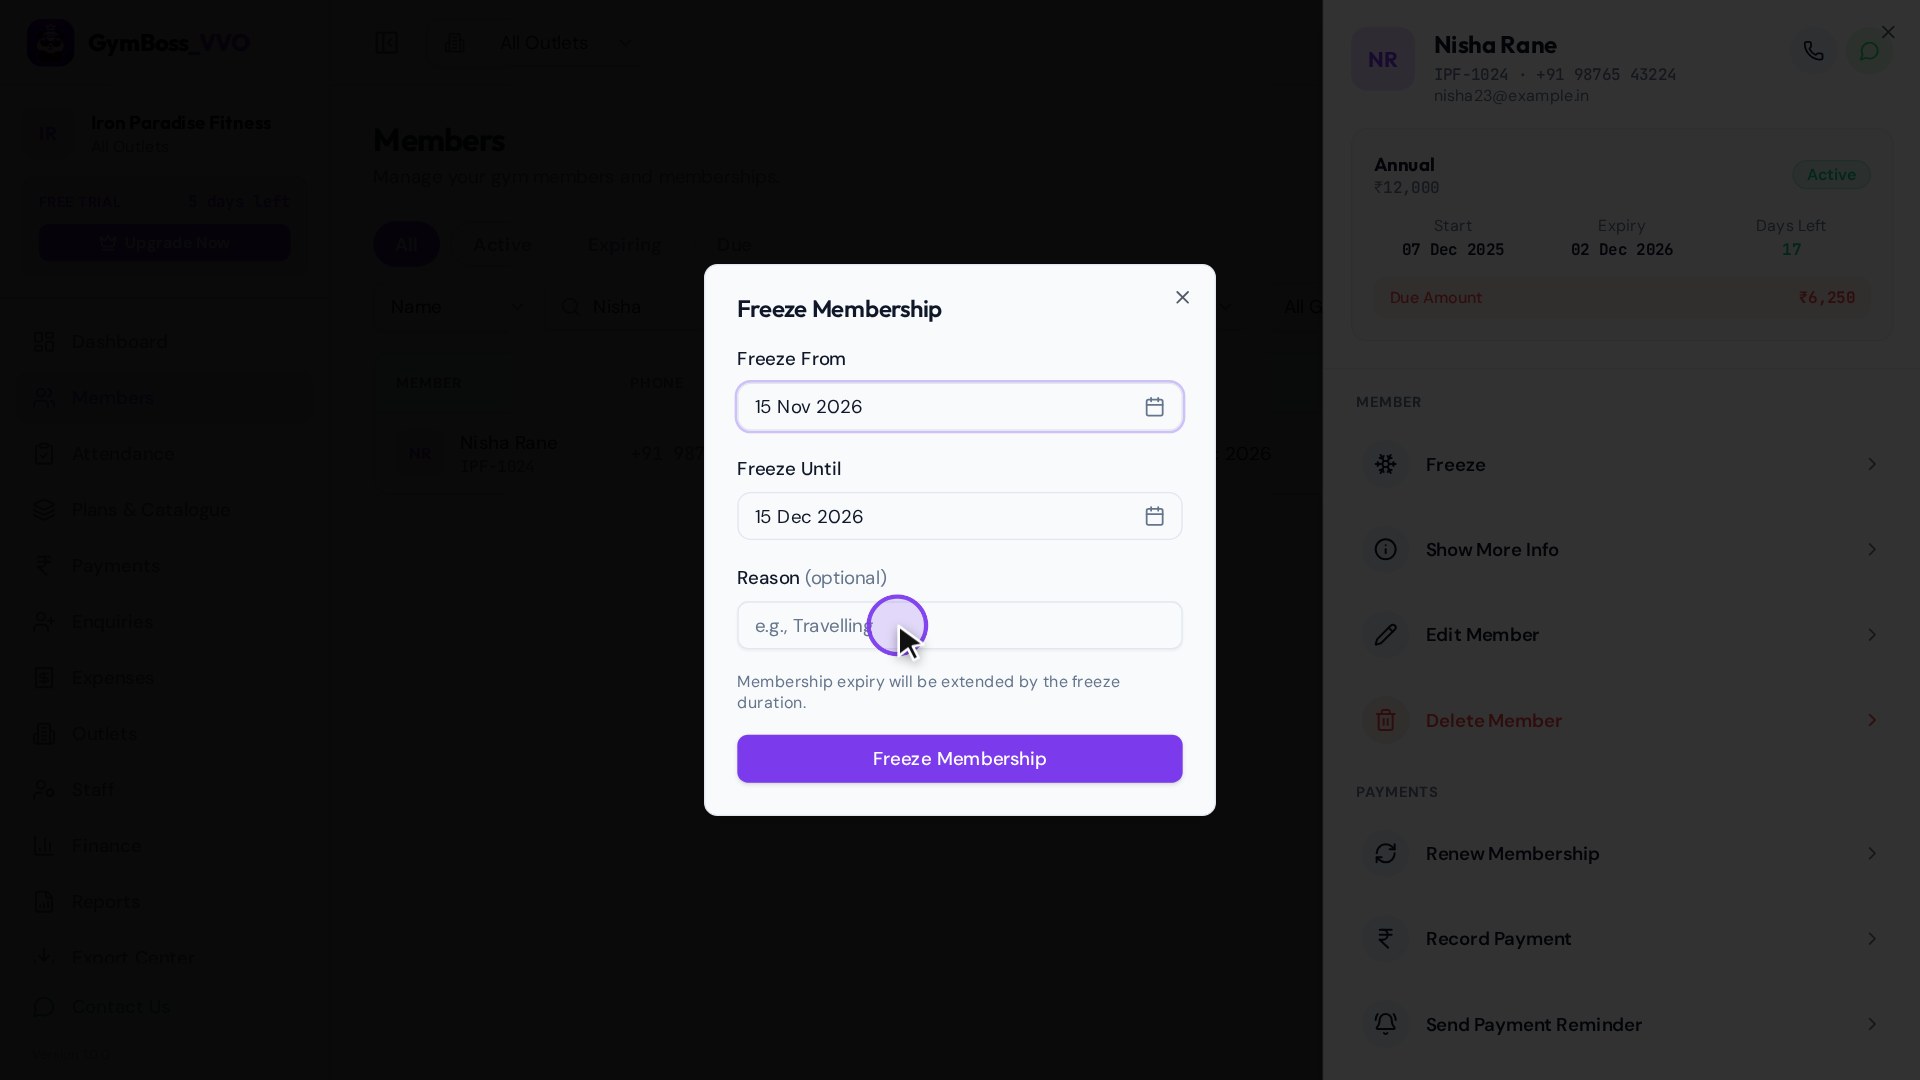 GymBoss_VVO
All Outlets
IR
Iron Paradise Fitness
All Outlets
FREE TRIAL
5 days left
Upgrade Now
Dashboard
Members
Attendance
Plans & Catalogue
Payments
Enquiries
Expenses
Outlets
Staff
Finance
Reports
Export Center
Contact Us
Members
Manage your gym members and memberships.
All
Active
Expiring
Due
Name
Nisha
All G
MEMBER
PHONE
NR
Nisha Rane
IPF-1024
+91 987
2026
Freeze Membership
Freeze From
15 Nov 2026
Freeze Until
15 Dec 2026
Reason (optional)
e.g., Travelling
Membership expiry will be extended by the freeze
duration.
Freeze Membership
NR
Nisha Rane
IPF-1024 · +91 98765 43224
nisha23@example.in
Annual
₹12,000
Active
Start
Expiry
Days Left
07 Dec 2025
02 Dec 2026
17
Due Amount
₹6,250
MEMBER
Freeze
Show More Info
Edit Member
Delete Member
PAYMENTS
Renew Membership
Record Payment
Send Payment Reminder